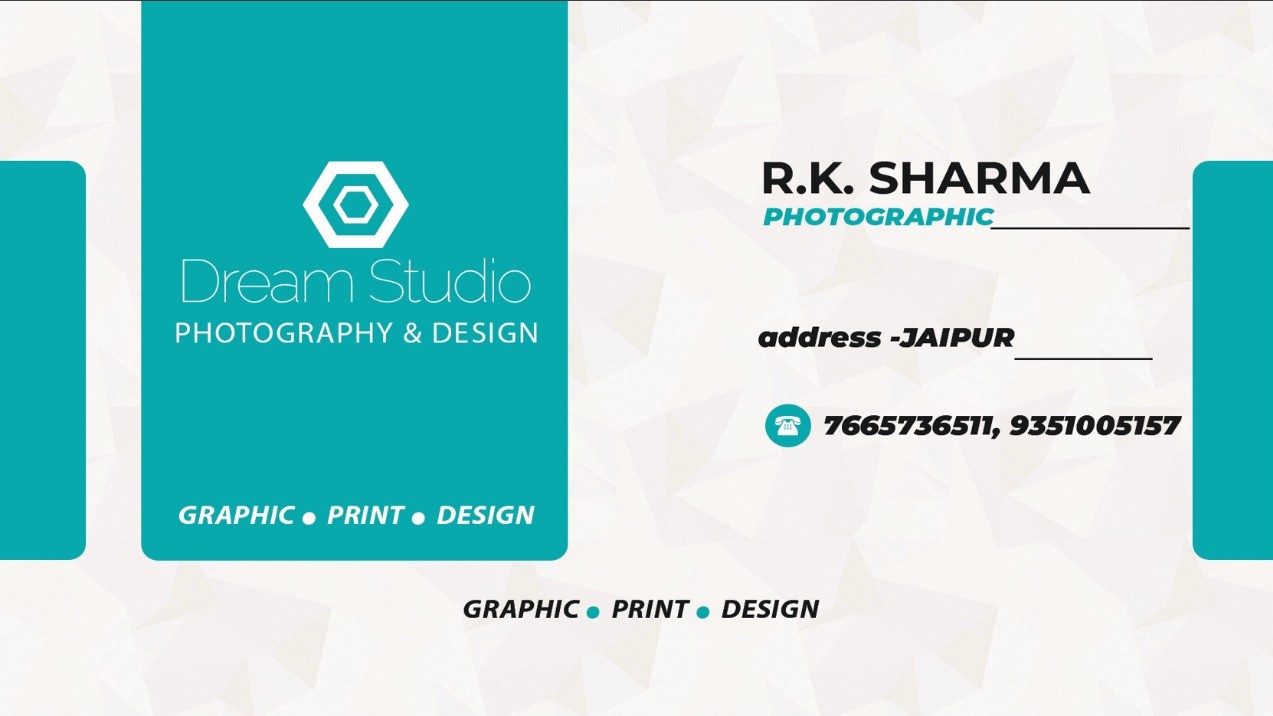 Dream Studio
PHOTOGRAPHY & DESIGN
GRAPHIC ● PRINT ● DESIGN
R.K. SHARMA
PHOTOGRAPHIC
address -JAIPUR
7665736511, 9351005157
GRAPHIC ● PRINT ● DESIGN